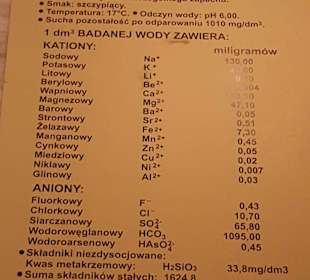 • Smak: szczypiący.
• Temperatura: 17°C. • Odczyn wody: pH 6,00.
• Sucha pozostałość po odparowaniu 1010 mg/dm³.
1 dm³ BADANEJ WODY ZAWIERA:
KATIONY: miligramów
Sodowy Na⁺ 130,00
Potasowy K⁺
Litowy Li⁺
Berylowy Be²⁺
Wapniowy Ca²⁺
Magnezowy Mg²⁺ 47,10
Barowy Ba²⁺ 0,05
Strontowy Sr²⁺ 0,51
Żelazawy Fe²⁺ 7,30
Manganowy Mn²⁺ 0,45
Cynkowy Zn²⁺ 0,05
Miedziowy Cu²⁺ 0,02
Niklawy Ni²⁺ 0,007
Glinowy Al³⁺ 0,03
ANIONY:
Fluorkowy F⁻ 0,43
Chlorkowy Cl⁻ 10,70
Siarczanowy SO₄²⁻ 65,80
Wodorowęglanowy HCO₃⁻ 1095,00
Wodoroarsenowy HAsO₄²⁻ 0,45
• Składniki niezdysocjowane:
Kwas metakrzemowy: H₂SiO₃ 33,8mg/dm3
• Suma składników stałych: 1624,8